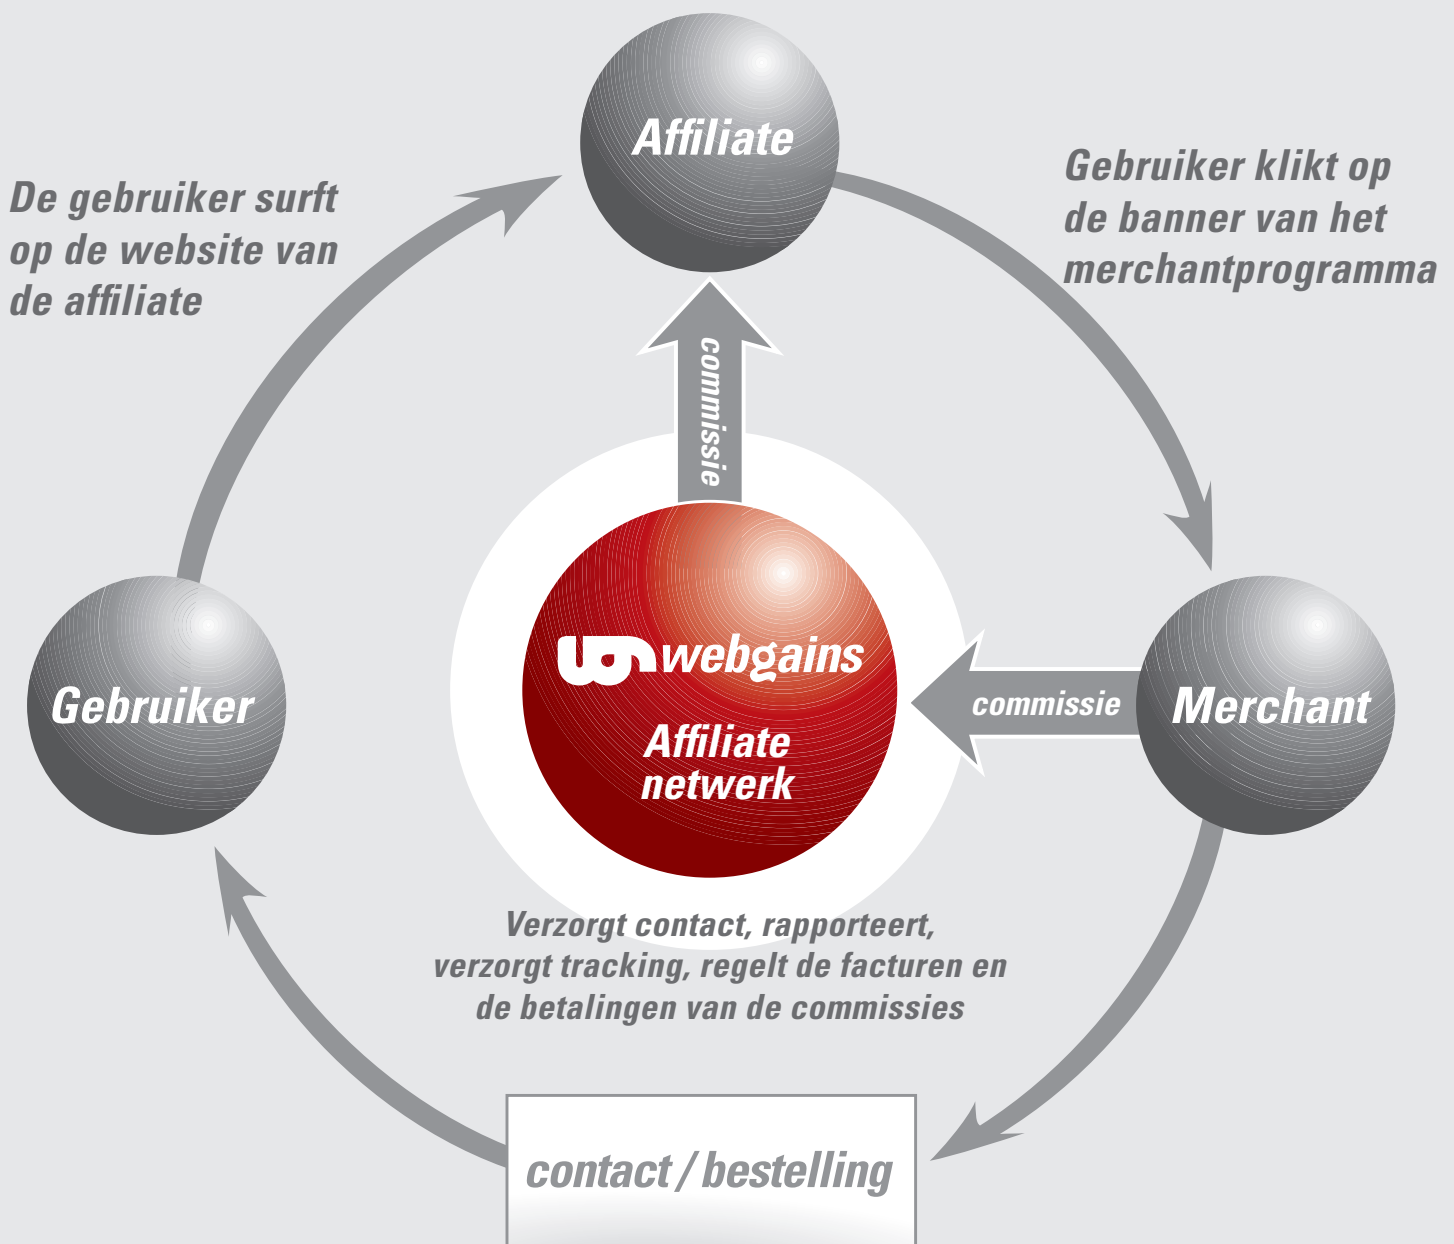 Affiliate
De gebruiker surft
op de website van
de affiliate
Gebruiker klikt op
de banner van het
merchantprogramma
commissie
webgains
Affiliate
netwerk
Gebruiker
commissie
Merchant
Verzorgt contact, rapporteert,
verzorgt tracking, regelt de facturen en
de betalingen van de commissies
contact / bestelling